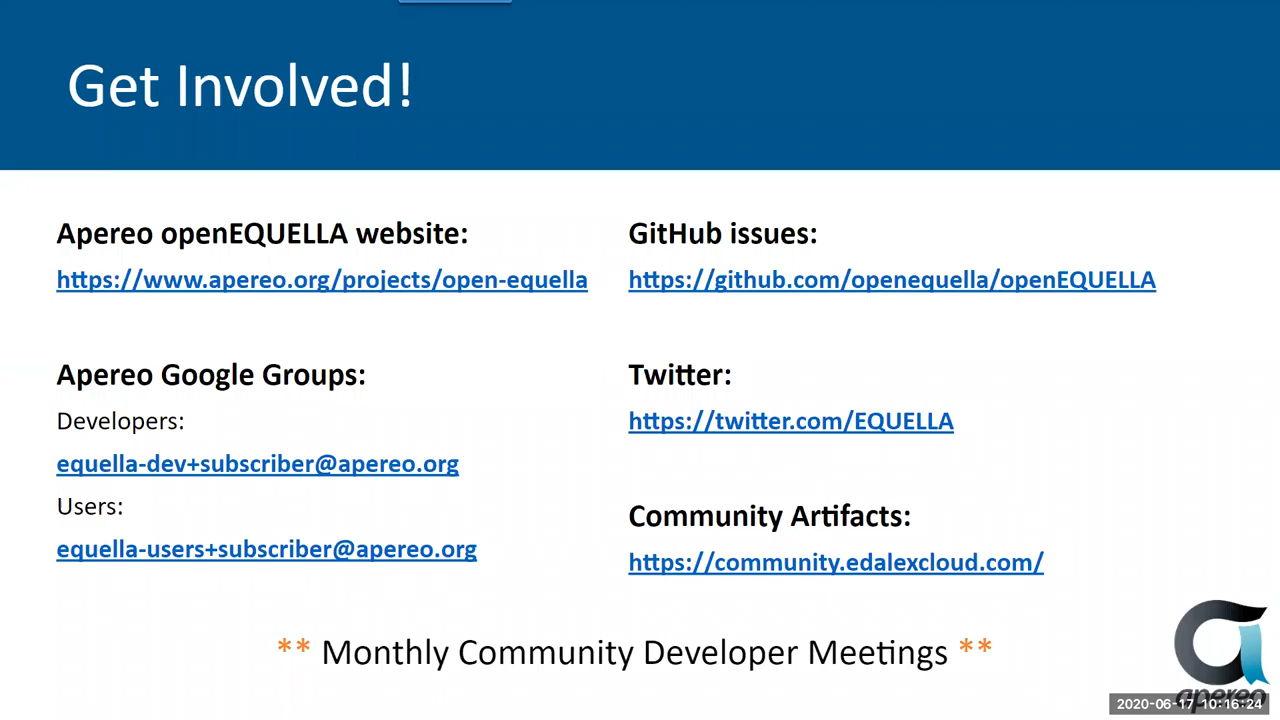 Get Involved!
Apereo openEQUELLA website:
https://www.apereo.org/projects/open-equella
Apereo Google Groups:
Developers:
equella-dev+subscriber@apereo.org
Users:
equella-users+subscriber@apereo.org
GitHub issues:
https://github.com/openequella/openEQUELLA
Twitter:
https://twitter.com/EQUELLA
Community Artifacts:
https://community.edalexcloud.com/
** Monthly Community Developer Meetings **
apereo
2020-06-17 10:16:24